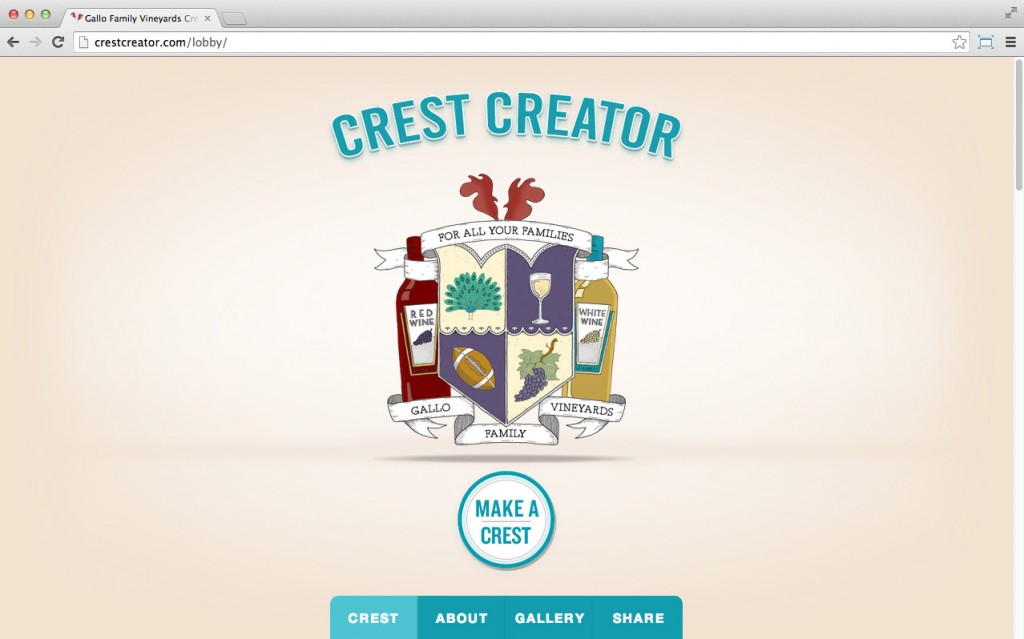 Gallo Family Vineyards Cre
crestcreator.com/lobby/
CREST CREATOR
FOR ALL YOUR FAMILIES
RED
WINE
WHITE
WINE
GALLO
FAMILY
VINEYARDS
MAKE A
CREST
CREST ABOUT GALLERY SHARE